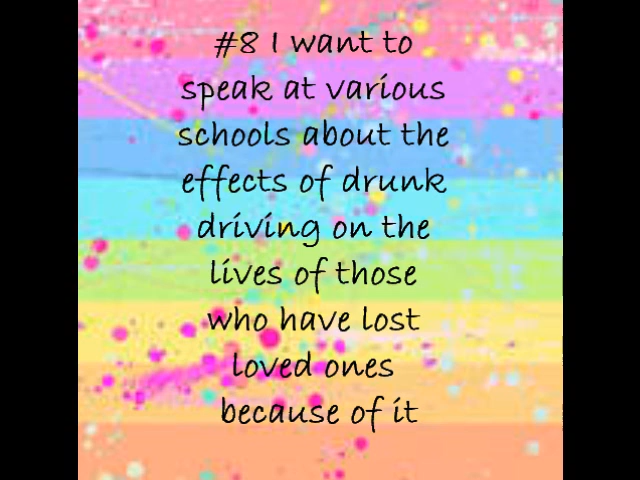 #8 I want to
speak at various
schools about the
effects of drunk
driving on the
lives of those
who have lost
loved ones
because of it